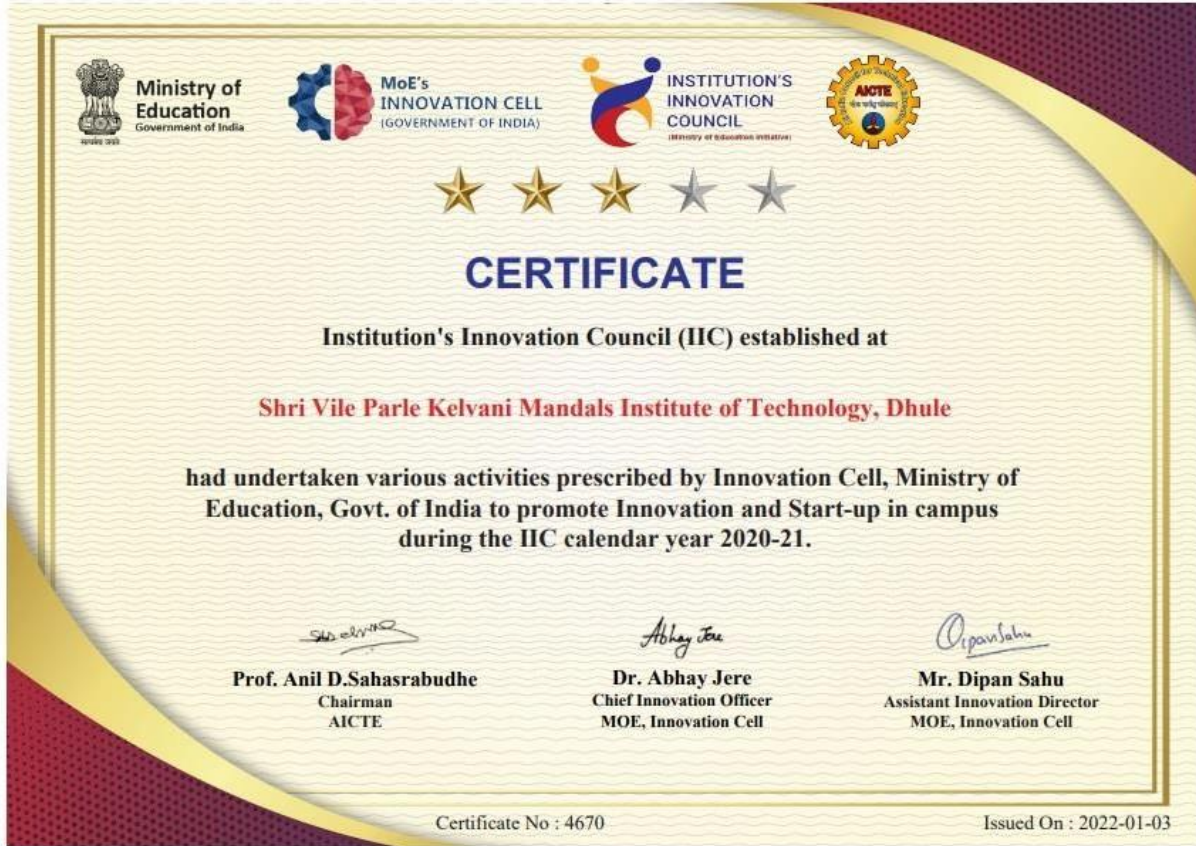 Ministry of
Education
Government of India
सत्यमेव जयते
MoE's
INNOVATION CELL
(GOVERNMENT OF INDIA)
INSTITUTION'S
INNOVATION
COUNCIL
(Ministry of Education Initiative)
AICTE
CERTIFICATE
Institution's Innovation Council (IIC) established at
Shri Vile Parle Kelvani Mandals Institute of Technology, Dhule
had undertaken various activities prescribed by Innovation Cell, Ministry of
Education, Govt. of India to promote Innovation and Start-up in campus
during the IIC calendar year 2020-21.
Abhay Jere
Dipan Sahu
Prof. Anil D.Sahasrabudhe
Chairman
AICTE
Dr. Abhay Jere
Chief Innovation Officer
MOE, Innovation Cell
Mr. Dipan Sahu
Assistant Innovation Director
MOE, Innovation Cell
Certificate No : 4670
Issued On : 2022-01-03